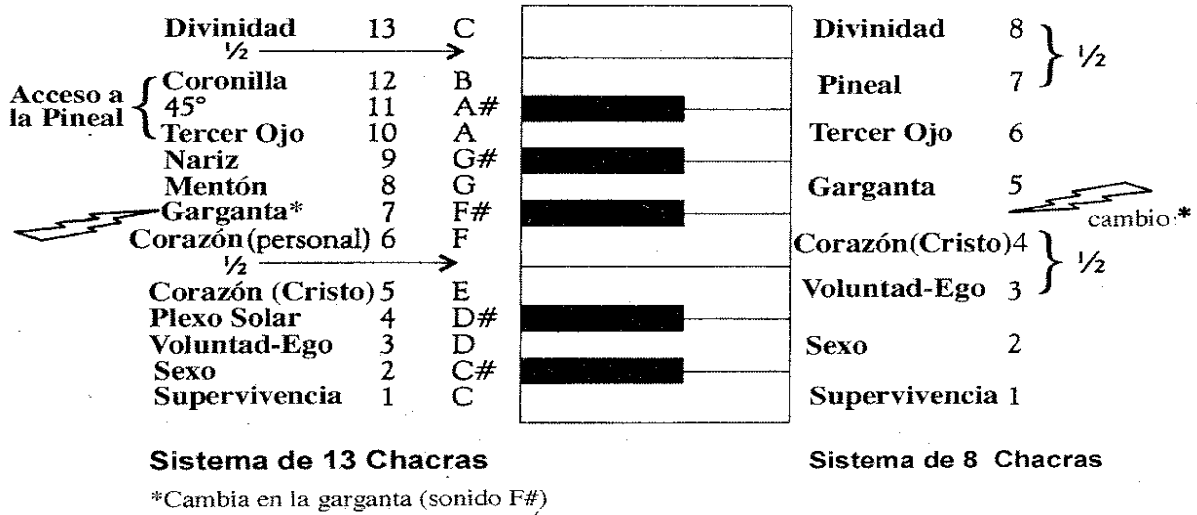 Divinidad 13 C
½
Acceso a la Pineal
Coronilla 12 B
45° 11 A#
Tercer Ojo 10 A
Nariz 9 G#
Mentón 8 G
Garganta* 7 F#
Corazón (personal) 6 F
½
Corazón (Cristo) 5 E
Plexo Solar 4 D#
Voluntad-Ego 3 D
Sexo 2 C#
Supervivencia 1 C
Sistema de 13 Chacras
*Cambia en la garganta (sonido F#)
Divinidad 8
½
Pineal 7
Tercer Ojo 6
Garganta 5
cambio:*
Corazón(Cristo)4
½
Voluntad-Ego 3
Sexo 2
Supervivencia 1
Sistema de 8 Chacras